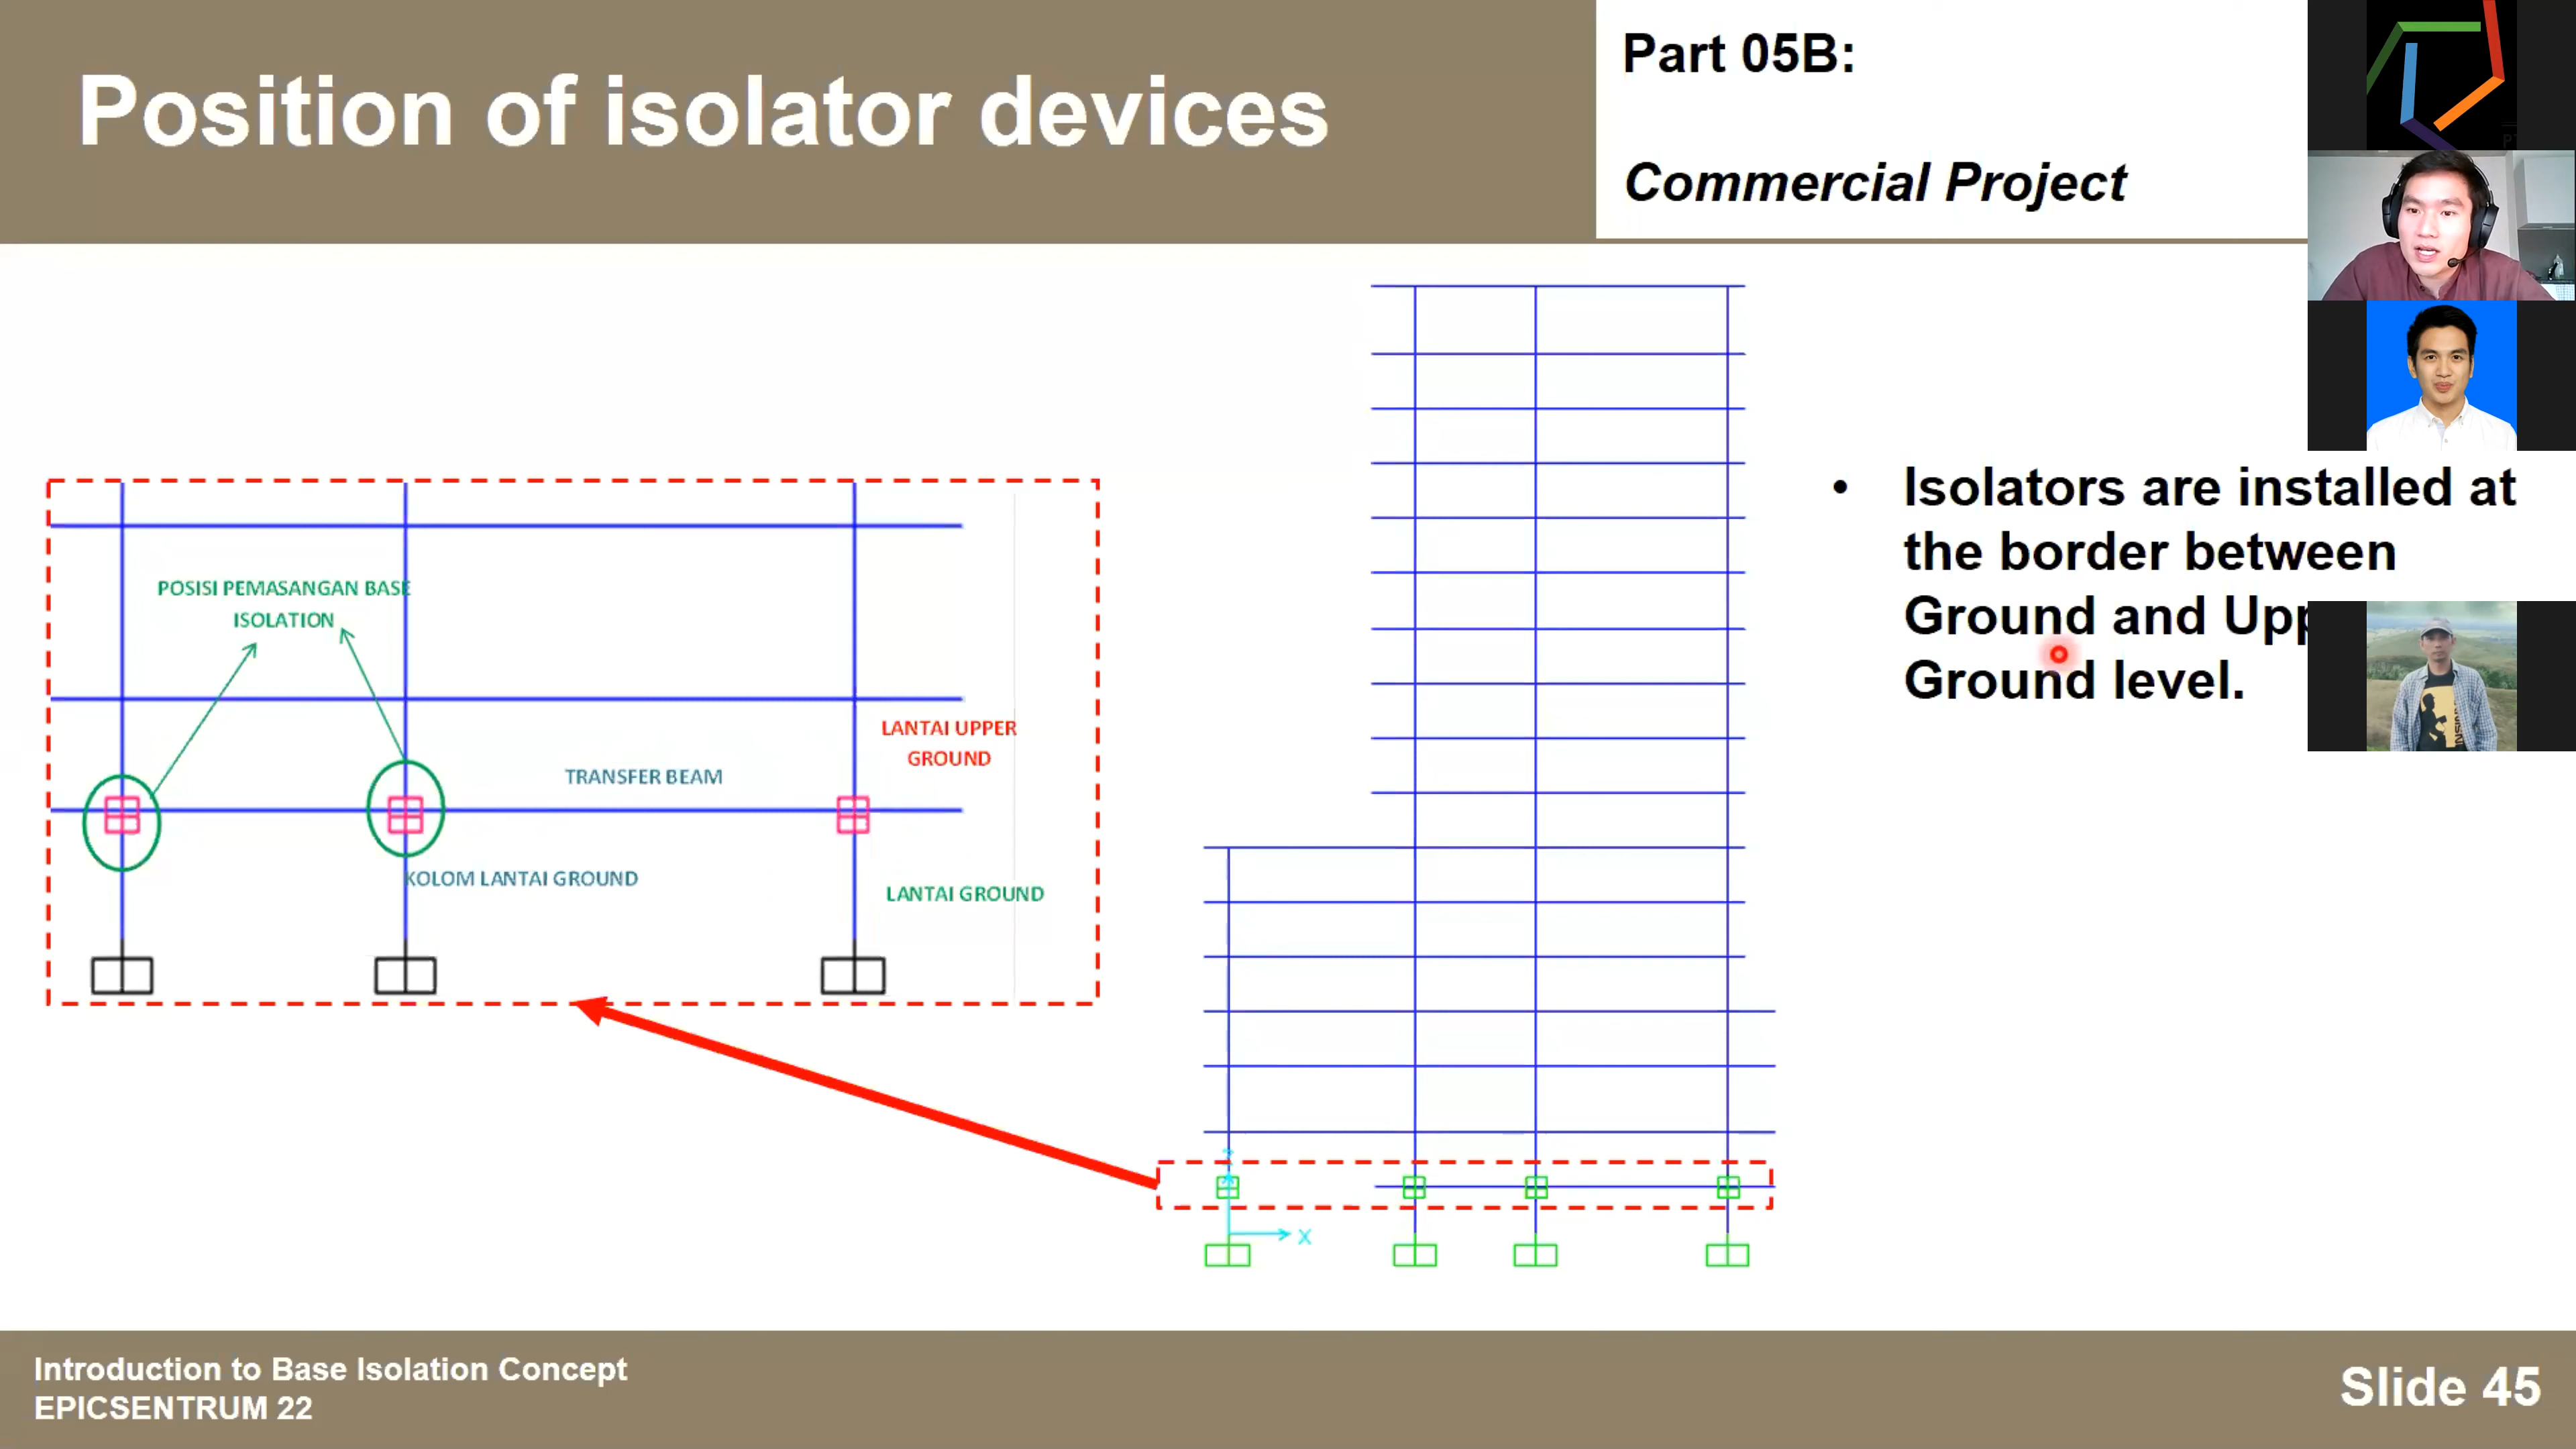 Position of isolator devices
Part 05B:
Commercial Project
• Isolators are installed at
the border between
Ground and
Ground level.
POSISI PEMASANGAN BASE
ISOLATION
LANTAI UPPER
GROUND
TRANSFER BEAM
KOLOM LANTAI GROUND
LANTAI GROUND
X
Introduction to Base Isolation Concept
EPICSENTRUM 22
Slide 45